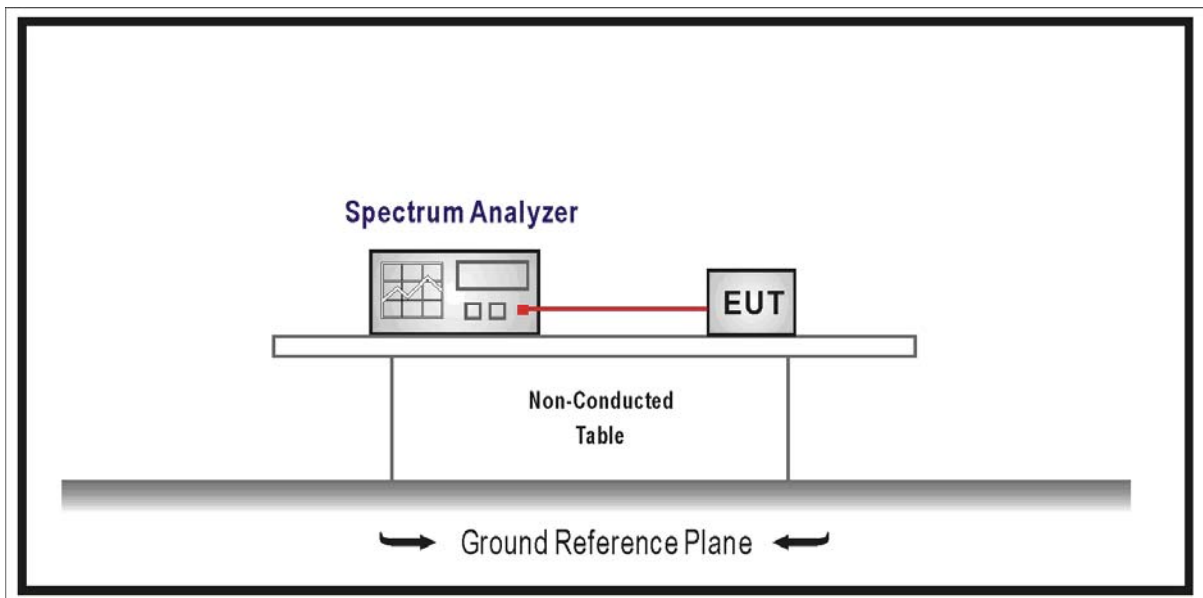 Spectrum Analyzer
EUT
Non-Conducted
Table
Ground Reference Plane